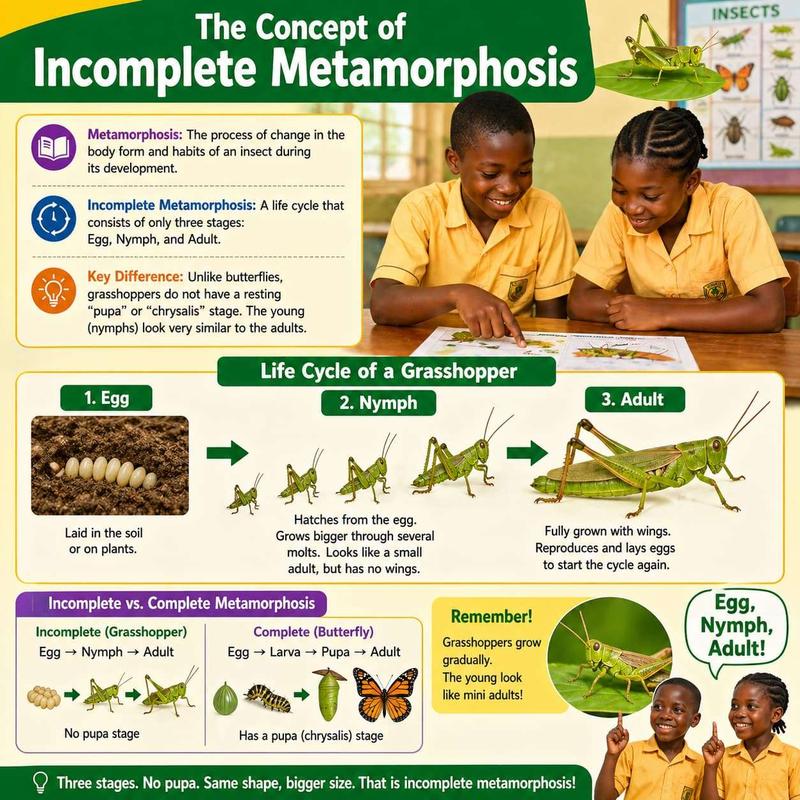 The Concept of
Incomplete Metamorphosis
INSECTS
Metamorphosis: The process of change in the
body form and habits of an insect during
its development.
Incomplete Metamorphosis: A life cycle that
consists of only three stages:
Egg, Nymph, and Adult.
Key Difference: Unlike butterflies,
grasshoppers do not have a resting
“pupa” or “chrysalis” stage. The young
(nymphs) look very similar to the adults.
Life Cycle of a Grasshopper
1. Egg
Laid in the soil
or on plants.
2. Nymph
Hatches from the egg.
Grows bigger through several
molts. Looks like a small
adult, but has no wings.
3. Adult
Fully grown with wings.
Reproduces and lays eggs
to start the cycle again.
Incomplete vs. Complete Metamorphosis
Incomplete (Grasshopper)
Egg → Nymph → Adult
No pupa stage
Complete (Butterfly)
Egg → Larva → Pupa → Adult
Has a pupa (chrysalis) stage
Remember!
Grasshoppers grow
gradually.
The young look
like mini adults!
Egg,
Nymph,
Adult!
Three stages. No pupa. Same shape, bigger size. That is incomplete metamorphosis!